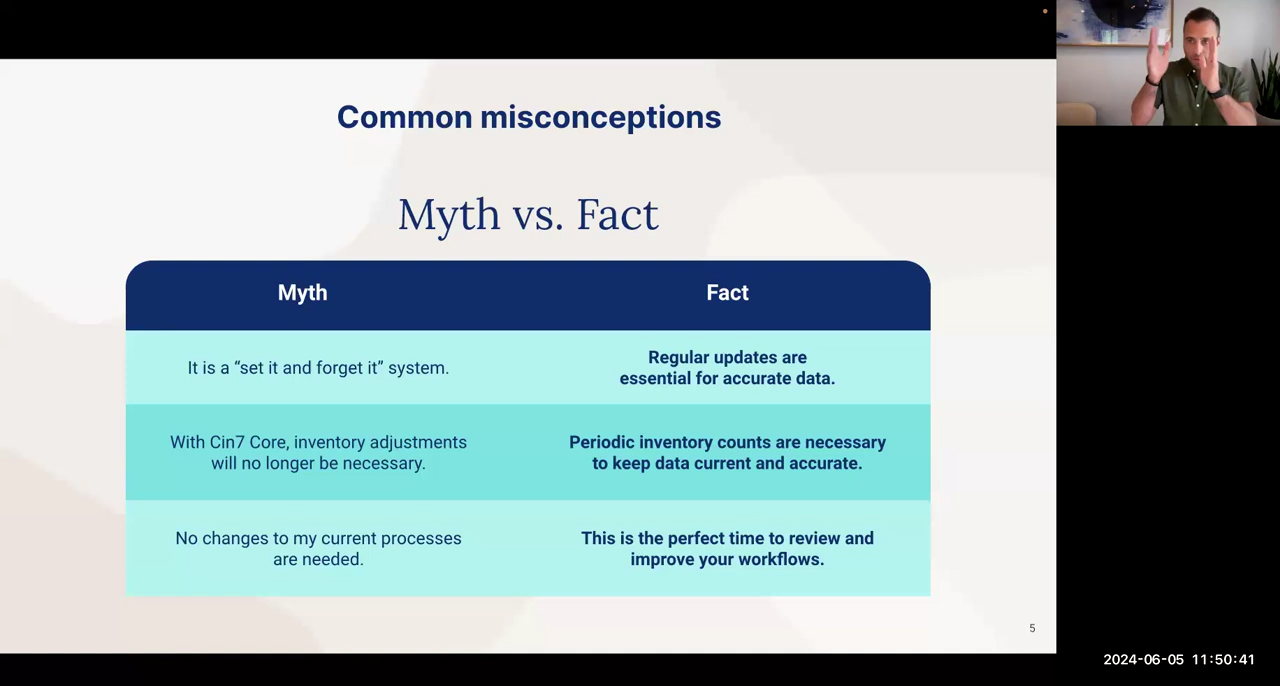 Common misconceptions
Myth vs. Fact
Myth
Fact
It is a “set it and forget it” system.
Regular updates are
essential for accurate data.
With Cin7 Core, inventory adjustments
will no longer be necessary.
Periodic inventory counts are necessary
to keep data current and accurate.
No changes to my current processes
are needed.
This is the perfect time to review and
improve your workflows.
5
2024-06-05 11:50:41